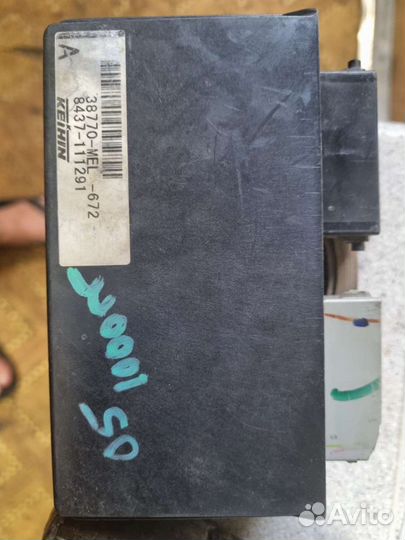 A
38770-MEL -672
8437-111291
KEIHIN
05 1000R
Avito